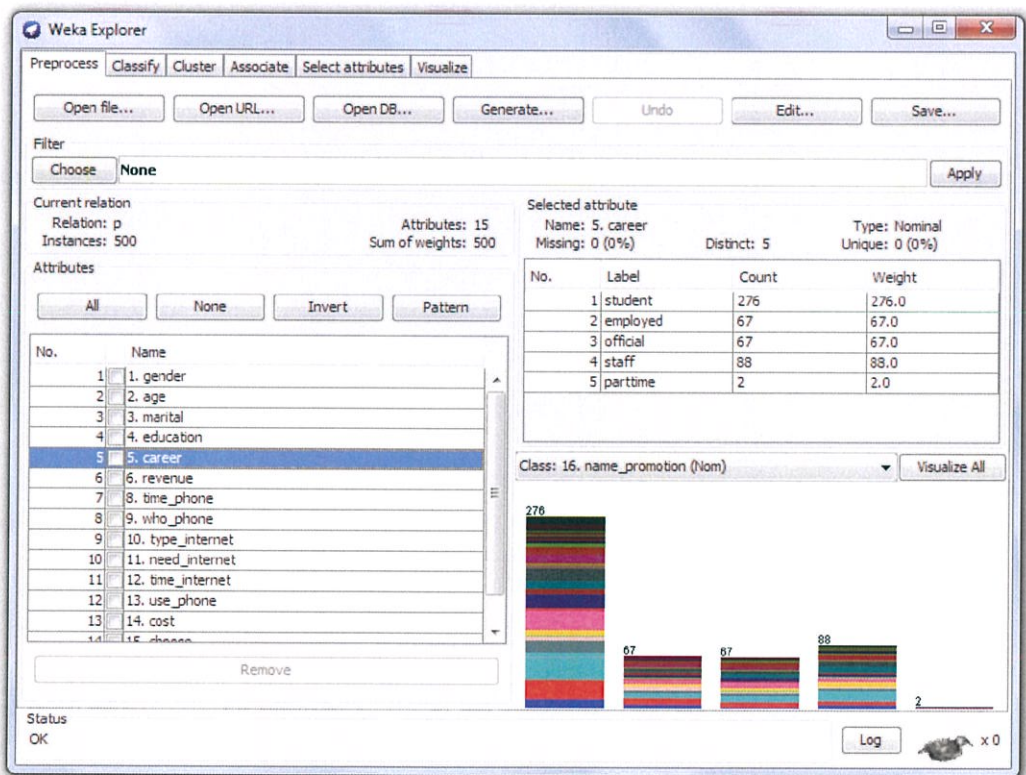 Weka Explorer
Preprocess Classify Cluster Associate Select attributes Visualize
Open file... Open URL... Open DB... Generate... Undo Edit... Save...
Filter
Choose None Apply
Current relation
Relation: p Attributes: 15
Instances: 500 Sum of weights: 500
Attributes
All None Invert Pattern
No. Name
1 1. gender
2 2. age
3 3. marital
4 4. education
5 5. career
6 6. revenue
7 8. time_phone
8 9. who_phone
9 10. type_internet
10 11. need_internet
11 12. time_internet
12 13. use_phone
13 14. cost
14 15. choose
Remove
Selected attribute
Name: 5. career Type: Nominal
Missing: 0 (0%) Distinct: 5 Unique: 0 (0%)
No. Label Count Weight
1 student 276 276.0
2 employed 67 67.0
3 official 67 67.0
4 staff 88 88.0
5 parttime 2 2.0
Class: 16. name_promotion (Nom) Visualize All
276
67
67
88
2
Status
OK Log x 0